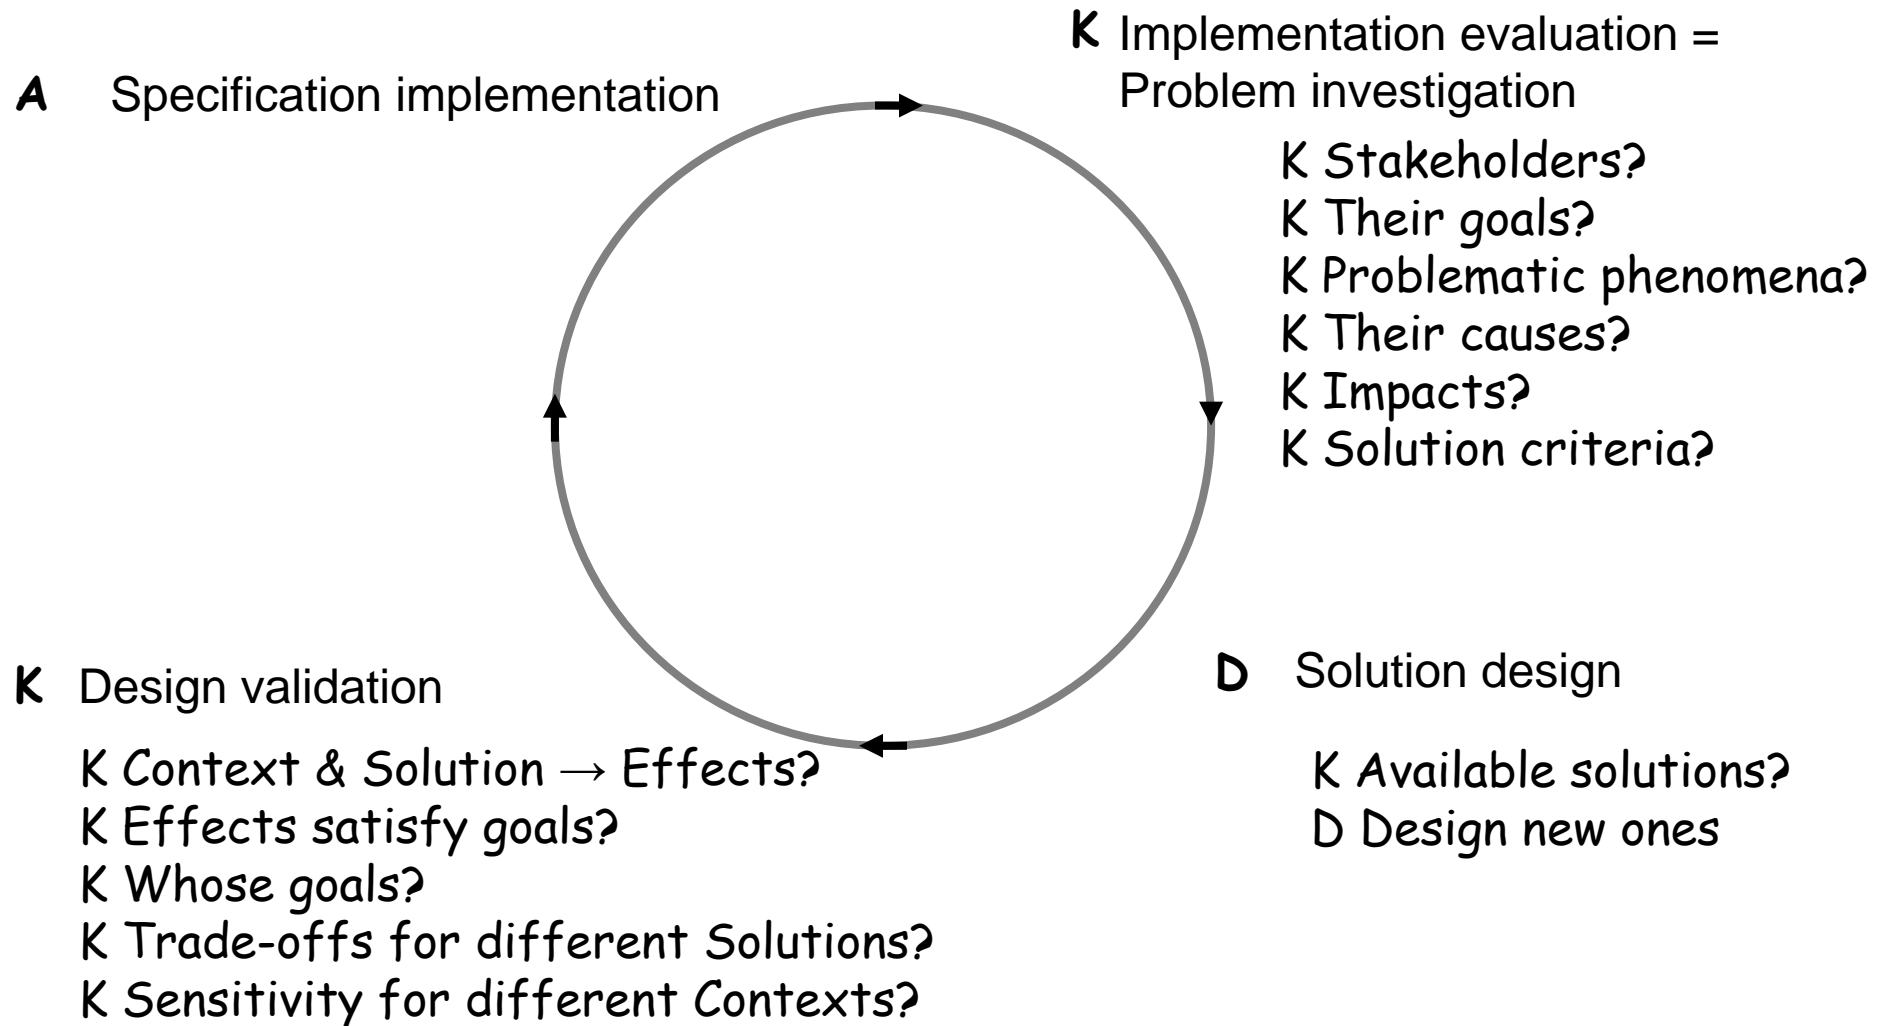 A Specification implementation
K Implementation evaluation =
Problem investigation
K Stakeholders?
K Their goals?
K Problematic phenomena?
K Their causes?
K Impacts?
K Solution criteria?
D Solution design
K Available solutions?
D Design new ones
K Design validation
K Context & Solution → Effects?
K Effects satisfy goals?
K Whose goals?
K Trade-offs for different Solutions?
K Sensitivity for different Contexts?